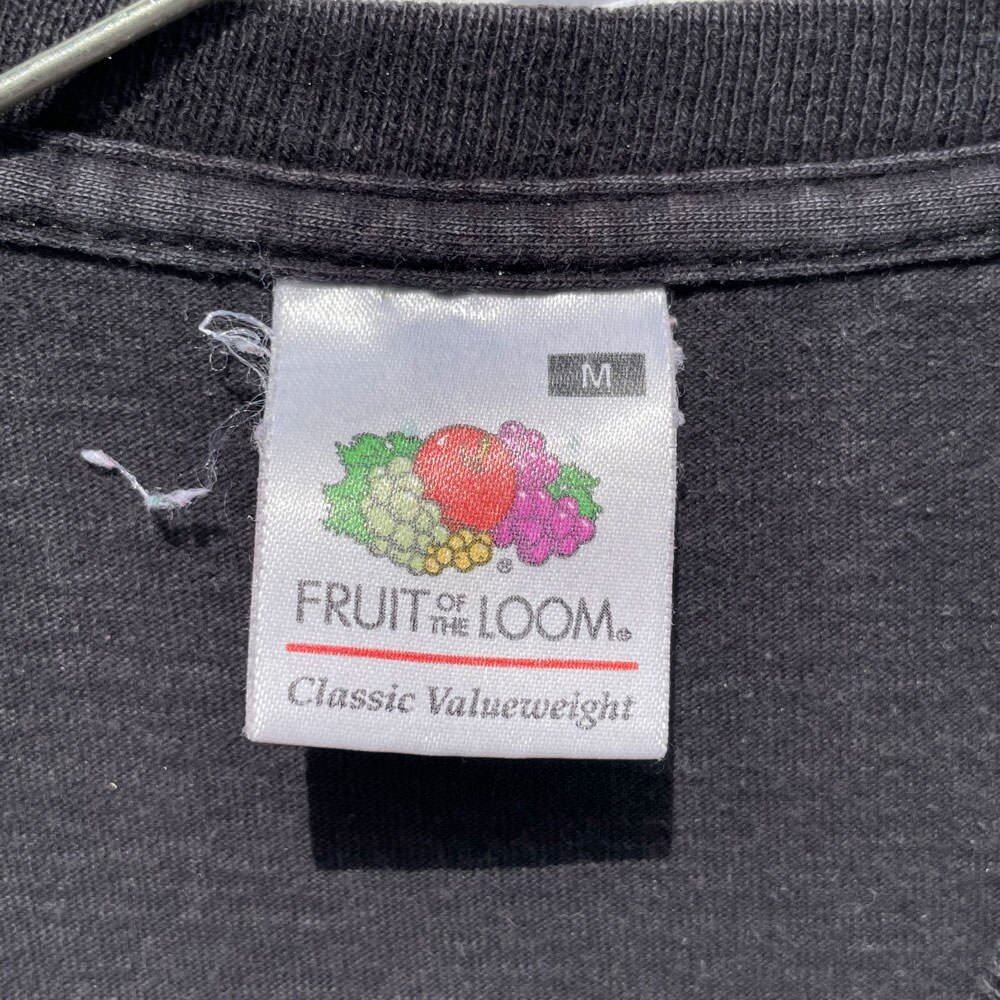 M
®
FRUIT OF THE LOOM®
Classic Valueweight